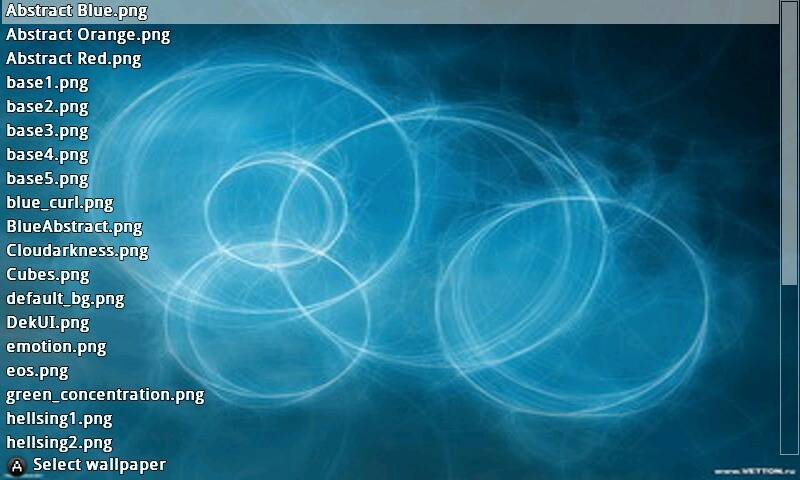 Abstract Blue.png
Abstract Orange.png
Abstract Red.png
base1.png
base2.png
base3.png
base4.png
base5.png
blue_curl.png
BlueAbstract.png
Cloudarkness.png
Cubes.png
default_bg.png
DekUI.png
emotion.png
eos.png
green_concentration.png
hellsing1.png
hellsing2.png
A Select wallpaper
www.VETTON.ru